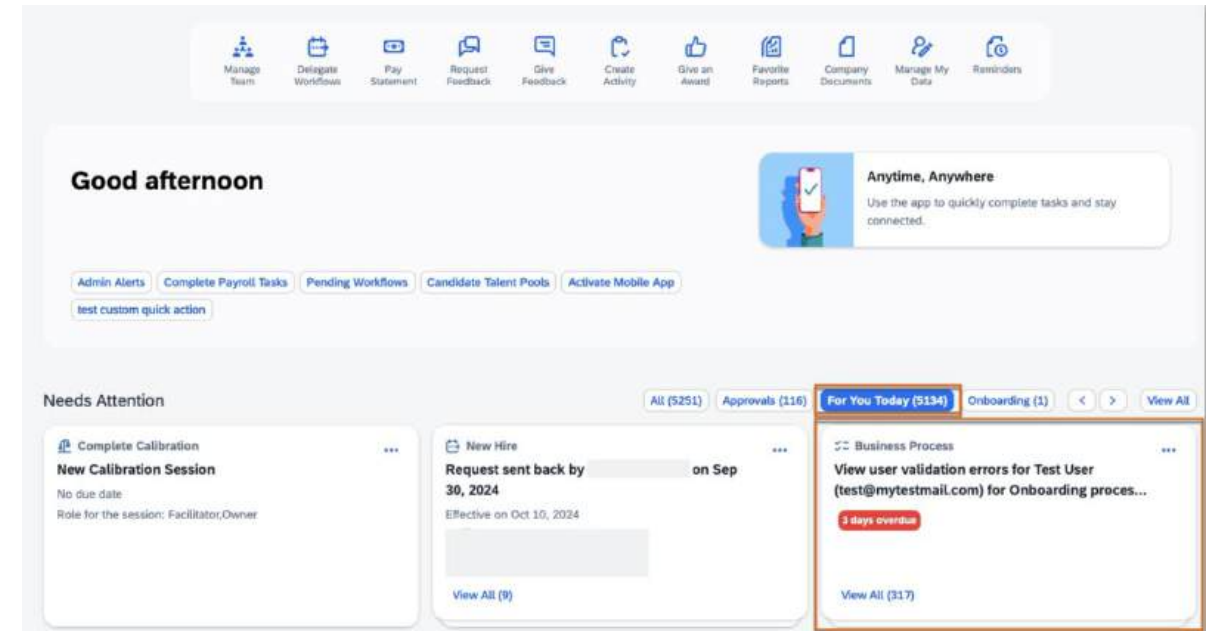 Manage Team
Delegate Workflows
Pay Statement
Request Feedback
Give Feedback
Create Activity
Give an Award
Favorite Reports
Company Documents
Manage My Data
Reminders
Good afternoon
Anytime, Anywhere
Use the app to quickly complete tasks and stay
connected.
Admin Alerts Complete Payroll Tasks Pending Workflows Candidate Talent Pools Activate Mobile App
test custom quick action
Needs Attention All (5251) Approvals (116) For You Today (5134) Onboarding (1) < > View All
Complete Calibration ...
New Calibration Session
No due date
Role for the session: Facilitator,Owner
New Hire ...
Request sent back by on Sep
30, 2024
Effective on Oct 10, 2024
View All (9)
Business Process ...
View user validation errors for Test User
(test@mytestmail.com) for Onboarding proces...
3 days overdue
View All (317)